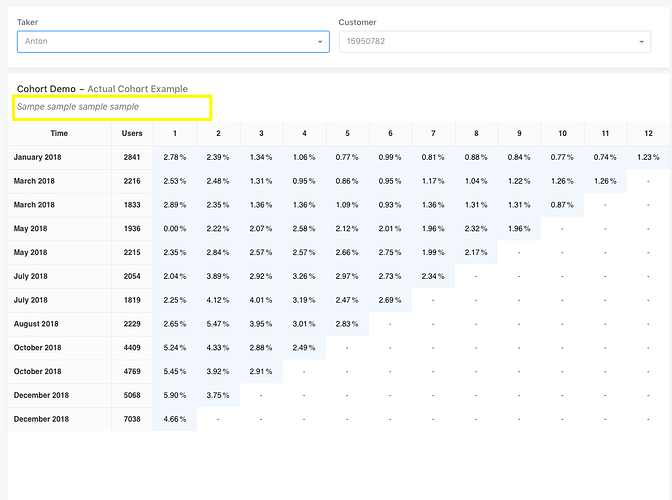 Taker Customer
Anton 15950782
Cohort Demo – Actual Cohort Example
Sampe sample sample sample
Time Users 1 2 3 4 5 6 7 8 9 10 11 12
January 2018 2841 2.78 % 2.39 % 1.34 % 1.06 % 0.77 % 0.99 % 0.81 % 0.88 % 0.84 % 0.77 % 0.74 % 1.23 %
March 2018 2216 2.53 % 2.48 % 1.31 % 0.95 % 0.86 % 0.95 % 1.17 % 1.04 % 1.22 % 1.26 % 1.26 % -
March 2018 1833 2.89 % 2.35 % 1.36 % 1.36 % 1.09 % 0.93 % 1.36 % 1.31 % 1.31 % 0.87 % - -
May 2018 1936 0.00 % 2.22 % 2.07 % 2.58 % 2.12 % 2.01 % 1.96 % 2.32 % 1.96 % - - -
May 2018 2215 2.35 % 2.84 % 2.57 % 2.57 % 2.66 % 2.75 % 1.99 % 2.17 % - - - -
July 2018 2054 2.04 % 3.89 % 2.92 % 3.26 % 2.97 % 2.73 % 2.34 % - - - - -
July 2018 1819 2.25 % 4.12 % 4.01 % 3.19 % 2.47 % 2.69 % - - - - - -
August 2018 2229 2.65 % 5.47 % 3.95 % 3.01 % 2.83 % - - - - - - -
October 2018 4409 5.24 % 4.33 % 2.88 % 2.49 % - - - - - - - -
October 2018 4769 5.45 % 3.92 % 2.91 % - - - - - - - - -
December 2018 5068 5.90 % 3.75 % - - - - - - - - - -
December 2018 7038 4.66 % - - - - - - - - - - -